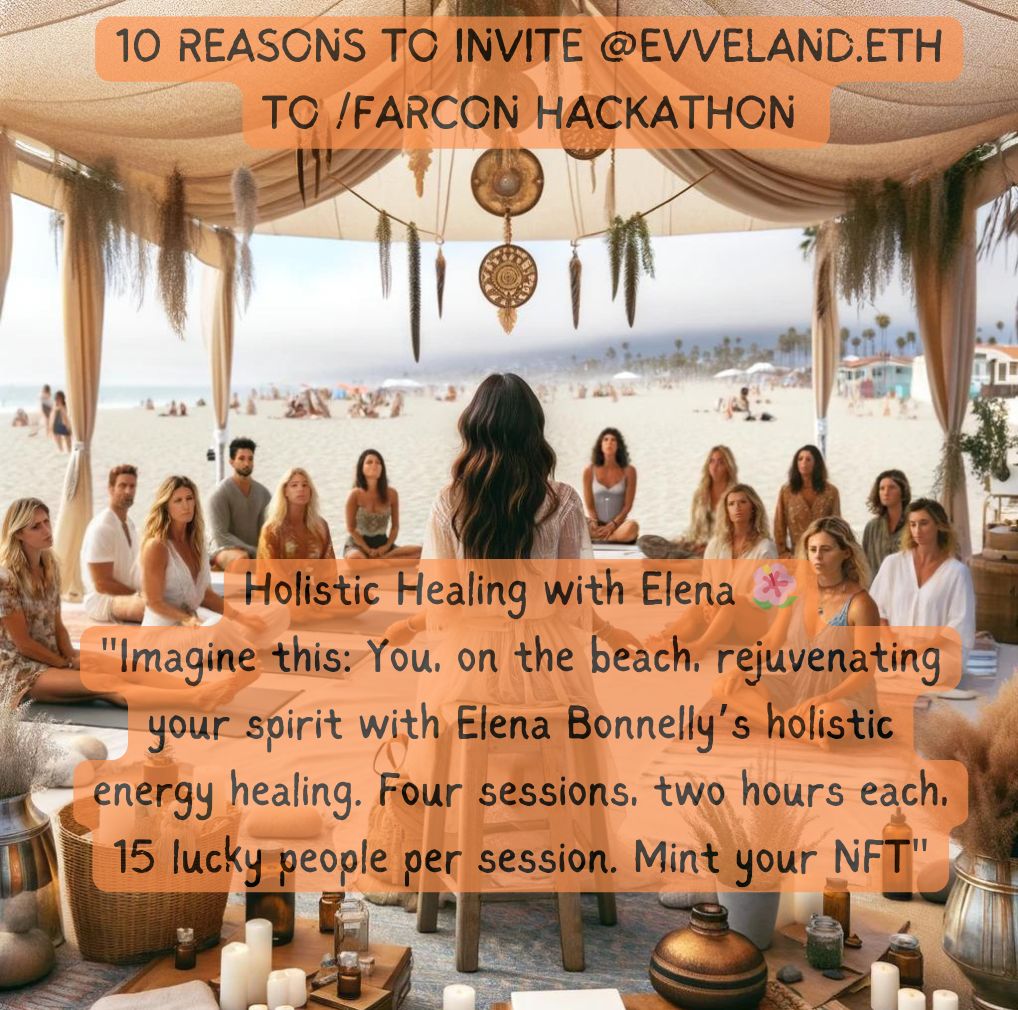 10 REASONS TO INVITE @EVVELAND.ETH
TO /FARCON HACKATHON
Holistic Healing with Elena 🌺
"Imagine this: You, on the beach, rejuvenating
your spirit with Elena Bonnelly's holistic
energy healing. Four sessions, two hours each,
15 lucky people per session. Mint your NFT"